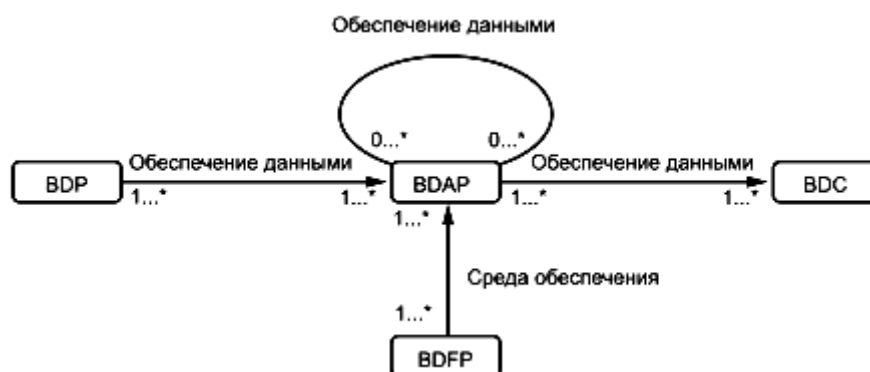 Обеспечение данными
0...* 0...*
Обеспечение данными Обеспечение данными
BDP BDAP BDC
1...* 1...* 1...* 1...*
1...*
Среда обеспечения
1...*
BDFP